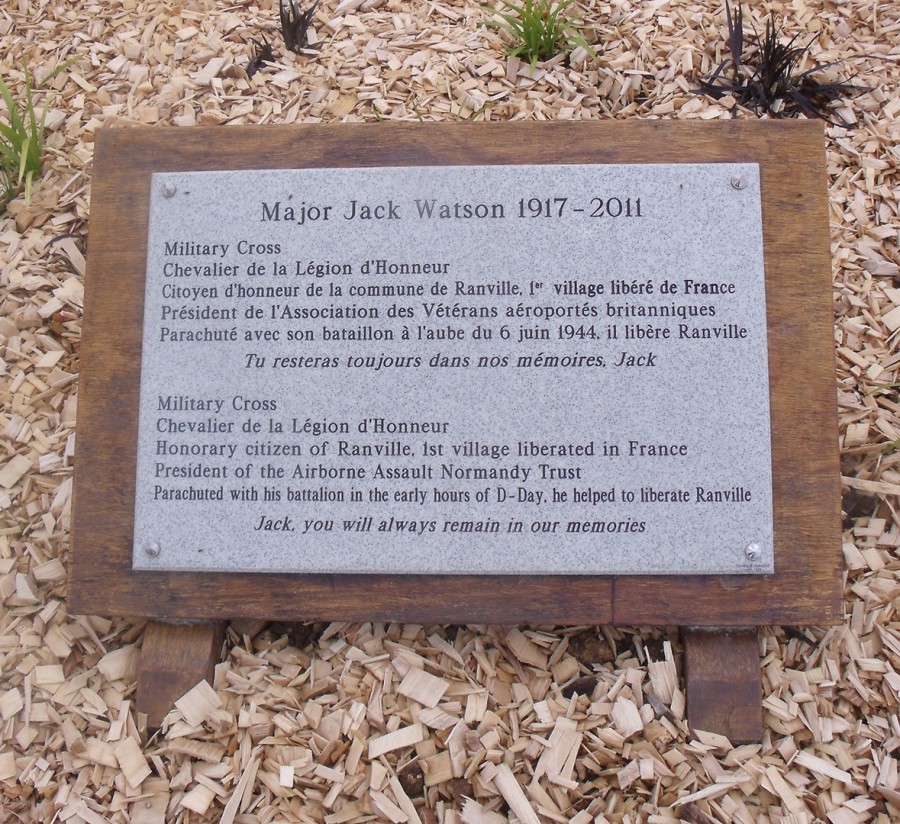 Major Jack Watson 1917-2011
Military Cross
Chevalier de la Légion d'Honneur
Citoyen d'honneur de la commune de Ranville, 1er village libéré de France
Président de l'Association des Vétérans aéroportés britanniques
Parachuté avec son bataillon à l'aube du 6 juin 1944, il libère Ranville
Tu resteras toujours dans nos mémoires, Jack
Military Cross
Chevalier de la Légion d'Honneur
Honorary citizen of Ranville, 1st village liberated in France
President of the Airborne Assault Normandy Trust
Parachuted with his battalion in the early hours of D-Day, he helped to liberate Ranville
Jack, you will always remain in our memories